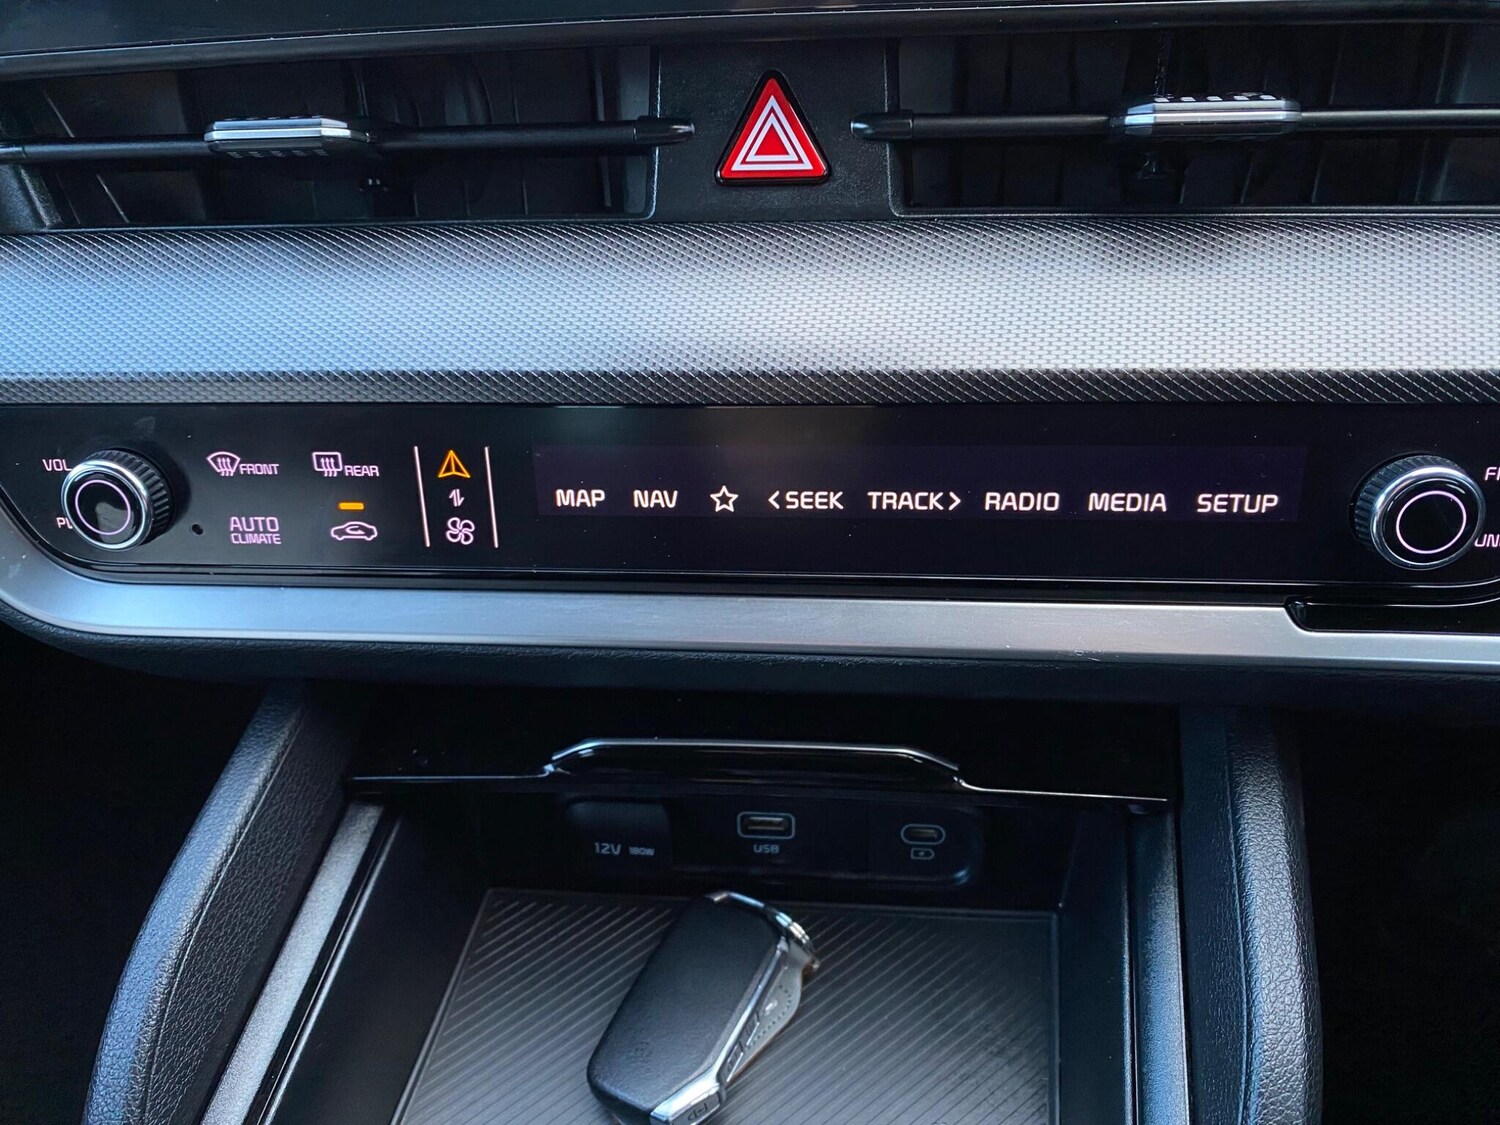 VOL
FRONT
REAR
AUTO
CLIMATE
MAP NAV <SEEK TRACK> RADIO MEDIA SETUP
12V 180W
USB